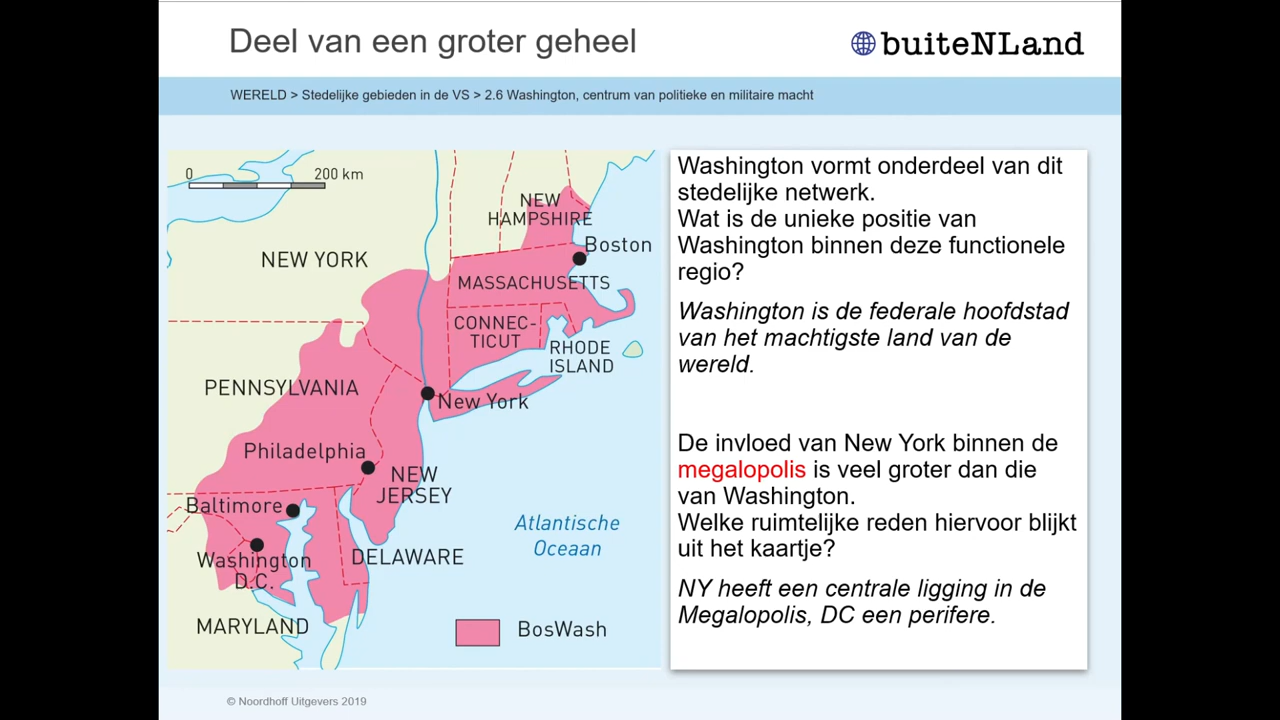 Deel van een groter geheel
buiteNLand
WERELD > Stedelijke gebieden in de VS > 2.6 Washington, centrum van politieke en militaire macht
0
200 km
NEW
HAMPSHIRE
Boston
NEW YORK
MASSACHUSETTS
CONNEC-
TICUT
RHODE
ISLAND
PENNSYLVANIA
New York
Philadelphia
NEW
JERSEY
Baltimore
Atlantische
Oceaan
Washington
D.C.
DELAWARE
MARYLAND
BosWash
Washington vormt onderdeel van dit
stedelijke netwerk.
Wat is de unieke positie van
Washington binnen deze functionele
regio?
Washington is de federale hoofdstad
van het machtigste land van de
wereld.
De invloed van New York binnen de
megalopolis is veel groter dan die
van Washington.
Welke ruimtelijke reden hiervoor blijkt
uit het kaartje?
NY heeft een centrale ligging in de
Megalopolis, DC een perifere.
© Noordhoff Uitgevers 2019